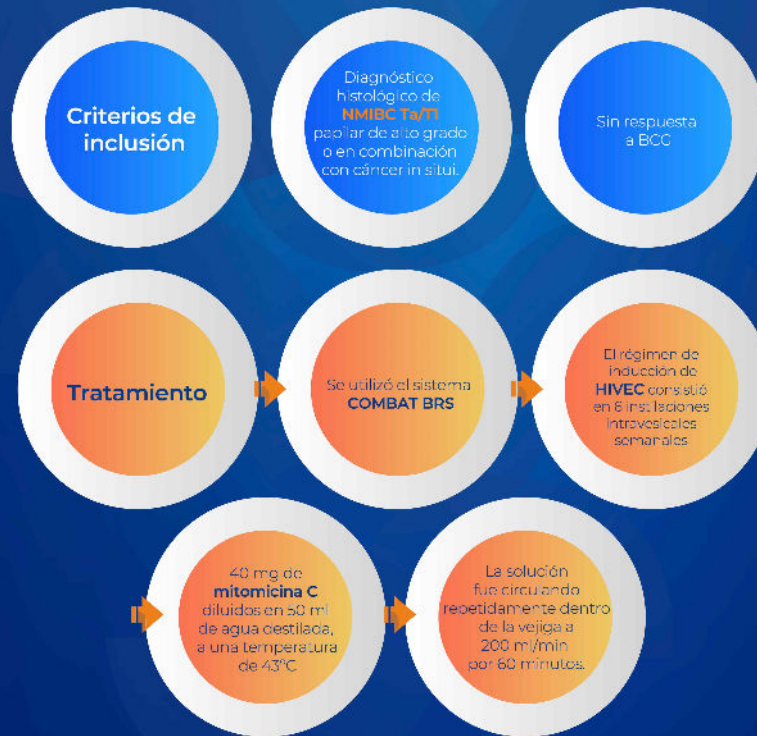 Criterios de
inclusión
Diagnóstico
histológico de
NMIBC Ta/T1
papilar de alto grado
o en combinación
con cáncer in situi.
Sin respuesta
a BCG
Tratamiento
Se utilizó el sistema
COMBAT BRS
El régimen de
inducción de
HIVEC consistió
en 6 instilaciones
intravesicales
semanales
40 mg de
mitomicina C
diluidos en 50 ml
de agua destilada,
a una temperatura
de 43ºC
La solución
fue circulando
repetidamente dentro
de la vejiga a
200 ml/min
por 60 minutos.